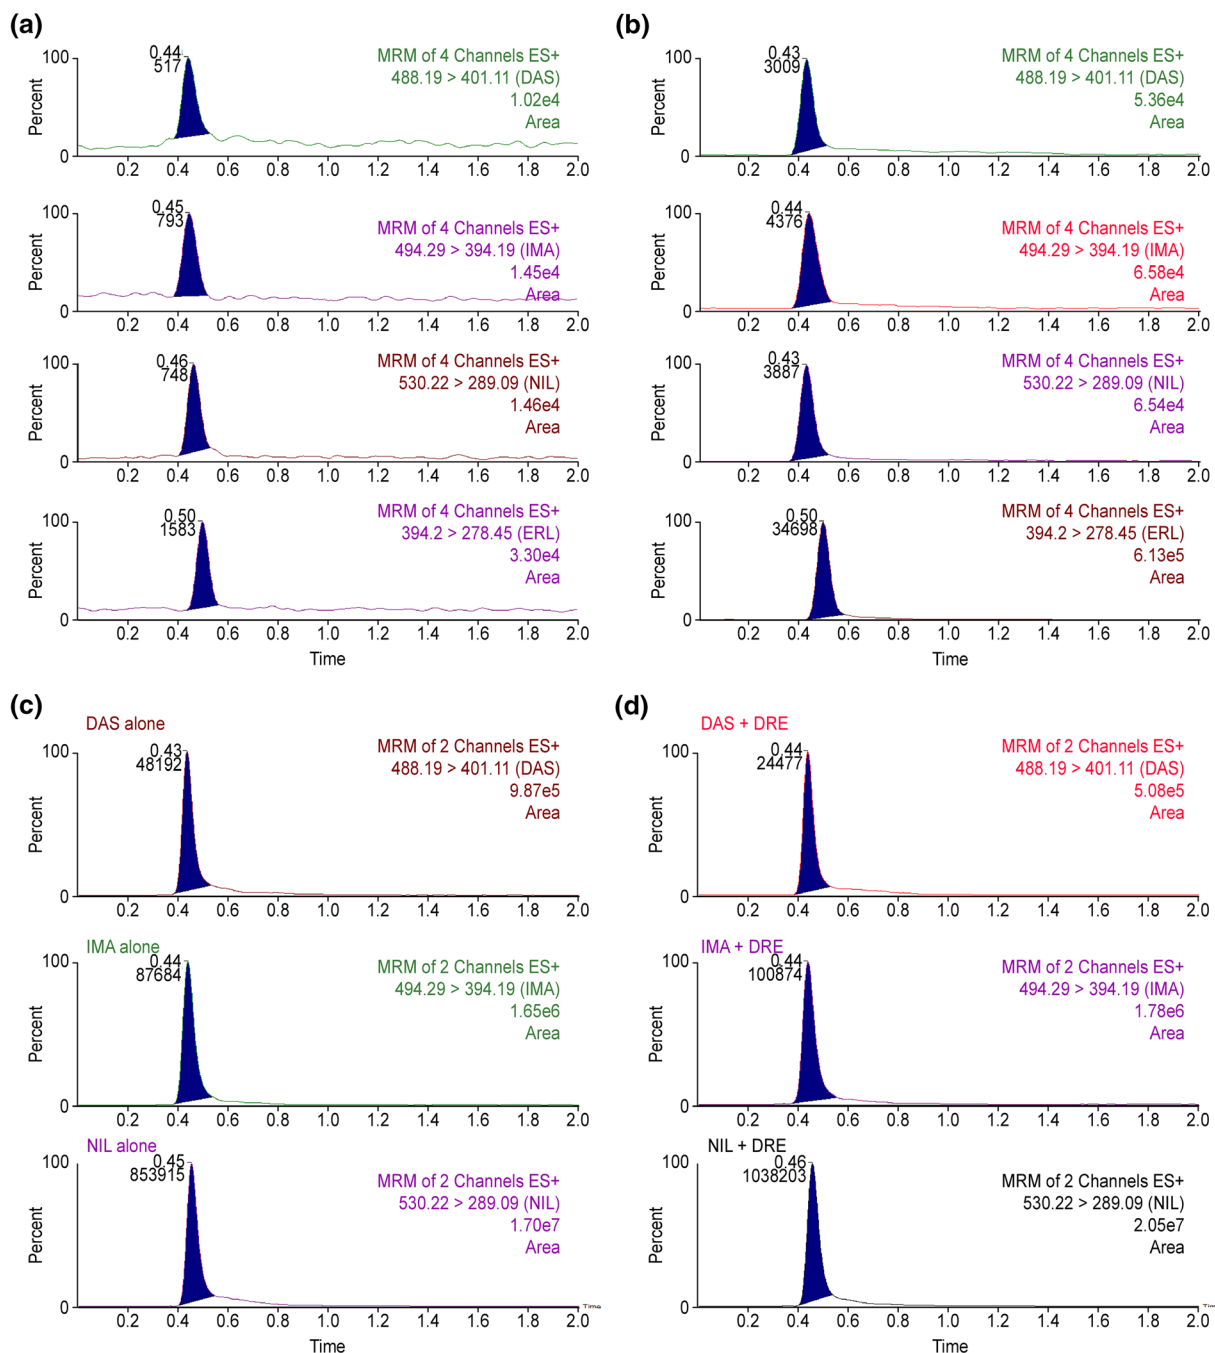 (a)
0.44
517
MRM of 4 Channels ES+
488.19 > 401.11 (DAS)
1.02e4
Area
Percent
100
0
0.2 0.4 0.6 0.8 1.0 1.2 1.4 1.6 1.8 2.0
0.45
793
MRM of 4 Channels ES+
494.29 > 394.19 (IMA)
1.45e4
Area
Percent
100
0
0.2 0.4 0.6 0.8 1.0 1.2 1.4 1.6 1.8 2.0
0.46
748
MRM of 4 Channels ES+
530.22 > 289.09 (NIL)
1.46e4
Area
Percent
100
0
0.2 0.4 0.6 0.8 1.0 1.2 1.4 1.6 1.8 2.0
0.50
1583
MRM of 4 Channels ES+
394.2 > 278.45 (ERL)
3.30e4
Area
Percent
100
0
0.2 0.4 0.6 0.8 1.0 1.2 1.4 1.6 1.8 2.0
Time
(b)
0.43
3009
MRM of 4 Channels ES+
488.19 > 401.11 (DAS)
5.36e4
Area
Percent
100
0
0.2 0.4 0.6 0.8 1.0 1.2 1.4 1.6 1.8 2.0
0.44
4376
MRM of 4 Channels ES+
494.29 > 394.19 (IMA)
6.58e4
Area
Percent
100
0
0.2 0.4 0.6 0.8 1.0 1.2 1.4 1.6 1.8 2.0
0.43
3887
MRM of 4 Channels ES+
530.22 > 289.09 (NIL)
6.54e4
Area
Percent
100
0
0.2 0.4 0.6 0.8 1.0 1.2 1.4 1.6 1.8 2.0
0.50
34698
MRM of 4 Channels ES+
394.2 > 278.45 (ERL)
6.13e5
Area
Percent
100
0
0.2 0.4 0.6 0.8 1.0 1.2 1.4 1.6 1.8 2.0
Time
(c)
DAS alone
0.43
48192
MRM of 2 Channels ES+
488.19 > 401.11 (DAS)
9.87e5
Area
Percent
100
0
0.2 0.4 0.6 0.8 1.0 1.2 1.4 1.6 1.8 2.0
IMA alone
0.44
87684
MRM of 2 Channels ES+
494.29 > 394.19 (IMA)
1.65e6
Area
Percent
100
0
0.2 0.4 0.6 0.8 1.0 1.2 1.4 1.6 1.8 2.0
NIL alone
0.45
853915
MRM of 2 Channels ES+
530.22 > 289.09 (NIL)
1.70e7
Area
Percent
100
0
Time
0.2 0.4 0.6 0.8 1.0 1.2 1.4 1.6 1.8 2.0
Time
(d)
DAS + DRE
0.44
24477
MRM of 2 Channels ES+
488.19 > 401.11 (DAS)
5.08e5
Area
Percent
100
0
0.2 0.4 0.6 0.8 1.0 1.2 1.4 1.6 1.8 2.0
IMA + DRE
0.44
100874
MRM of 2 Channels ES+
494.29 > 394.19 (IMA)
1.78e6
Area
Percent
100
0
0.2 0.4 0.6 0.8 1.0 1.2 1.4 1.6 1.8 2.0
NIL + DRE
0.46
1038203
MRM of 2 Channels ES+
530.22 > 289.09 (NIL)
2.05e7
Area
Percent
100
0
0.2 0.4 0.6 0.8 1.0 1.2 1.4 1.6 1.8 2.0
Time